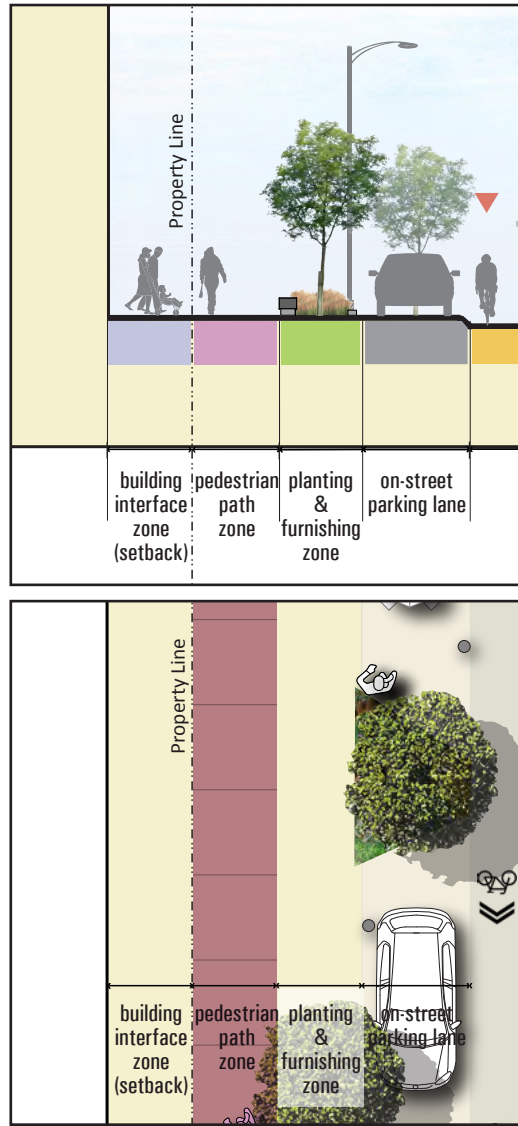 Property Line
building
interface
zone
(setback)
pedestrian
path
zone
planting
&
furnishing
zone
on-street
parking lane
Property Line
building
interface
zone
(setback)
pedestrian
path
zone
planting
&
furnishing
zone
on-street
parking lane